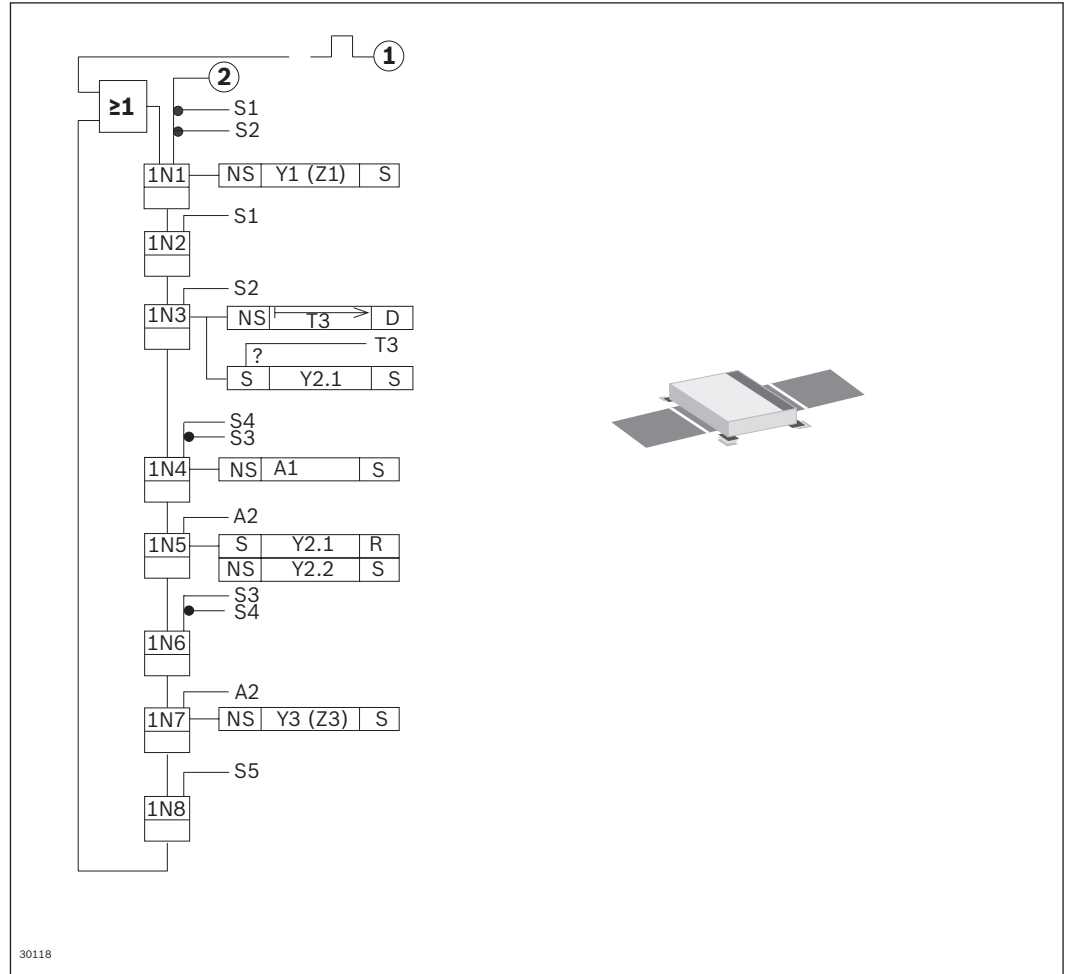 1
2
≥1
S1
S2
1N1 NS Y1 (Z1) S
S1
1N2
S2
1N3 NS T3 D
T3
?
S Y2.1 S
S4
S3
1N4 NS A1 S
A2
1N5 S Y2.1 R
NS Y2.2 S
S3
S4
1N6
A2
1N7 NS Y3 (Z3) S
S5
1N8
30118